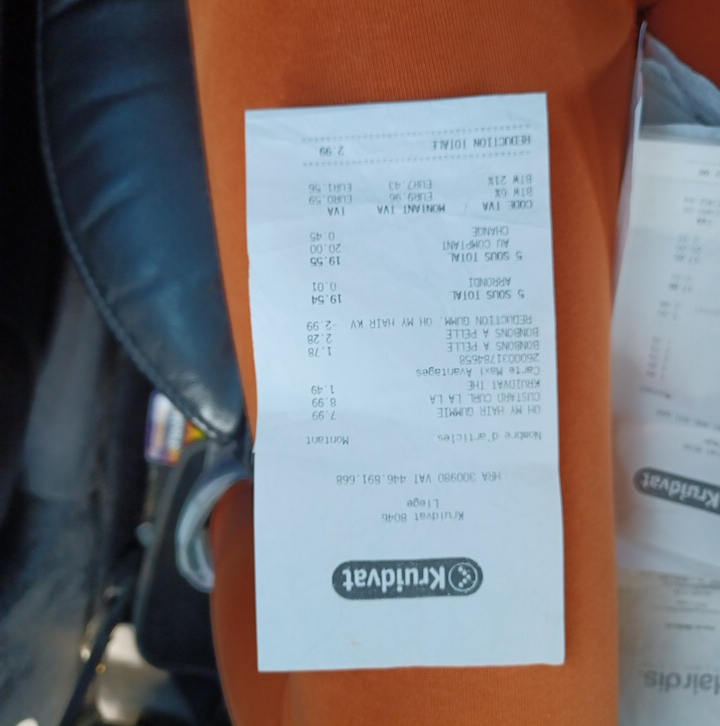 Kruidvat
Kruidvat 8046
Liege
HRA 300980 VAT 446.891.668
Nombre d'articles Montant
OH MY HAIR GUMMIE 7.99
CUSTARD CURL LA LA 8.99
KRUIDVAT THE 1.49
Carte Maxi Avantages
2600031784658
BONBONS A PELLE 1.78
BONBONS A PELLE 2.28
REDUCTION GUMM. OH MY HAIR KV -2.99
5 SOUS TOTAL 19.54
ARRONDI 0.01
5 SOUS TOTAL 19.55
AU COMPTANT 20.00
CHANGE 0.45
CODE TVA / MONTANT TVA TVA
BTW 6% EUR9.96 EUR0.59
BTW 21% EUR7.43 EUR1.56
REDUCTION TOTALE 2.99
Kruidvat
Hairdis